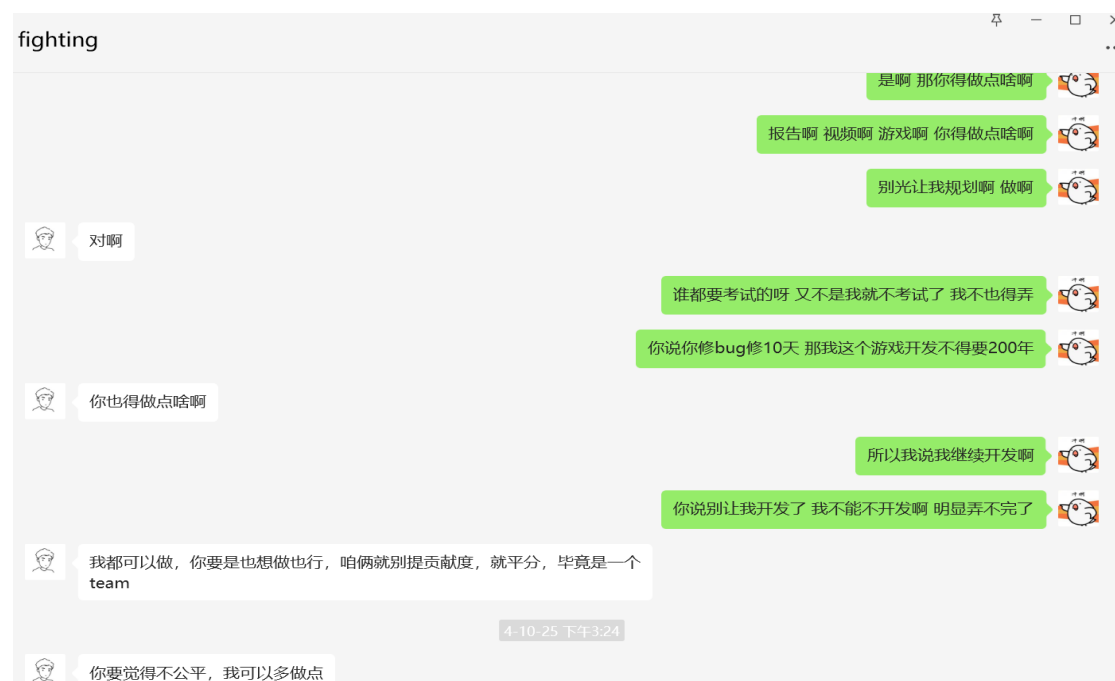 fighting
是啊 那你得做点啥啊
报告啊 视频啊 游戏啊 你得做点啥啊
别光让我规划啊 做啊
对啊
谁都要考试的呀 又不是我就不考试了 我不也得弄
你说你修bug修10天 那我这个游戏开发不得要200年
你也得做点啥啊
所以我说我继续开发啊
你说别让我开发了 我不能不开发啊 明显弄不完了
我都可以做，你要是也想做也行，咱俩就别提贡献度，就平分，毕竟是一个
team
4-10-25 下午3:24
你要觉得不公平，我可以多做点